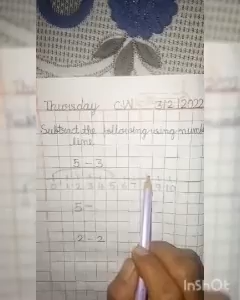 Thursday C.W 3/2/2022
Subtract the following using number
line
5 - 3
0 1 2 3 4 5 6 7 8 9 10
5 -
2 - 2
InShOt